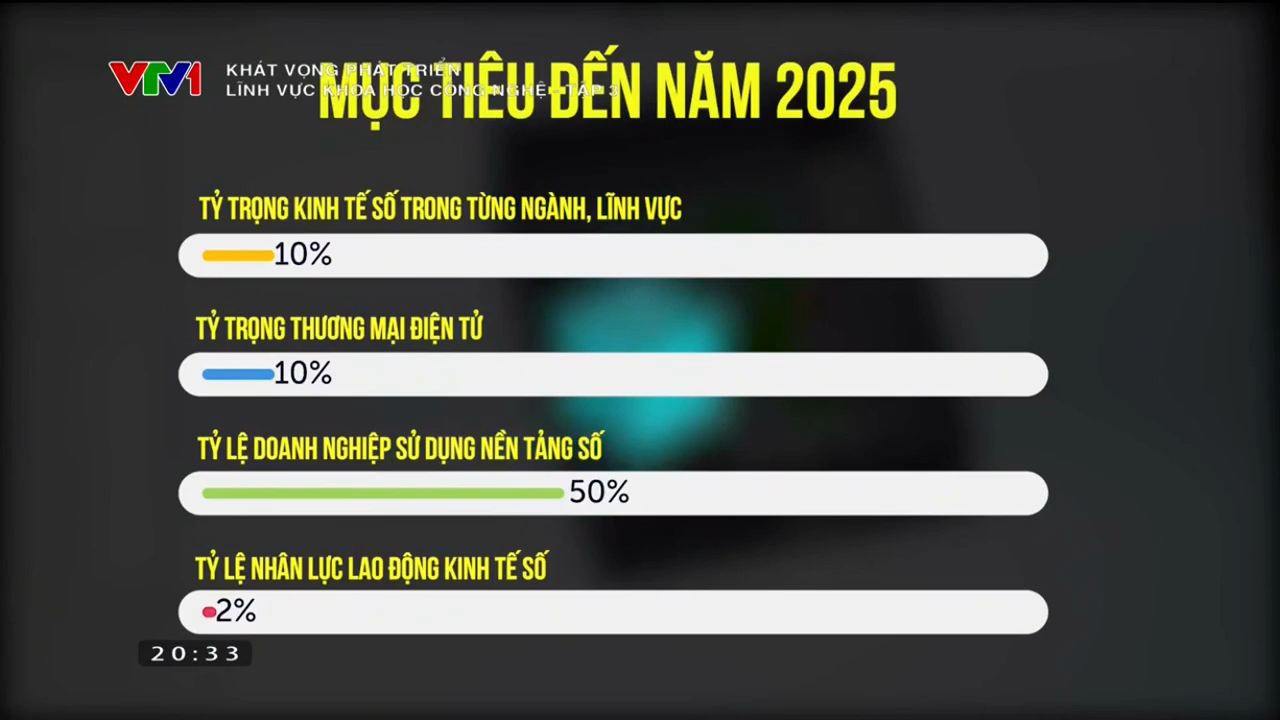 VTV1
KHÁT VỌNG PHÁT TRIỂN
LĨNH VỰC KHOA HỌC CÔNG NGHỆ - TẬP 3
MỤC TIÊU ĐẾN NĂM 2025
TỶ TRỌNG KINH TẾ SỐ TRONG TỪNG NGÀNH, LĨNH VỰC
10%
TỶ TRỌNG THƯƠNG MẠI ĐIỆN TỬ
10%
TỶ LỆ DOANH NGHIỆP SỬ DỤNG NỀN TẢNG SỐ
50%
TỶ LỆ NHÂN LỰC LAO ĐỘNG KINH TẾ SỐ
2%
20:33